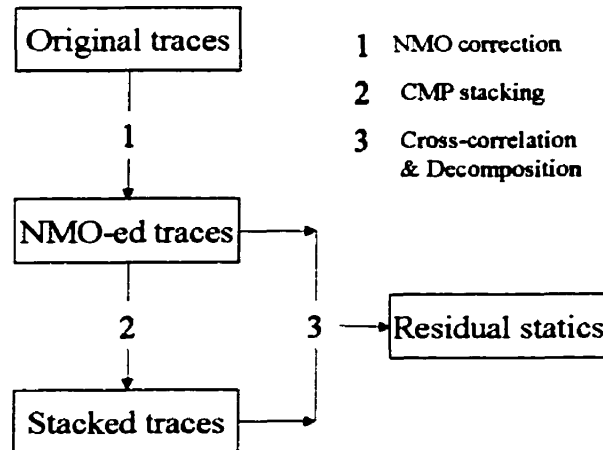 Original traces
1 NMO correction
2 CMP stacking
3 Cross-correlation
& Decomposition
1
NMO-ed traces
2
3
Residual statics
Stacked traces